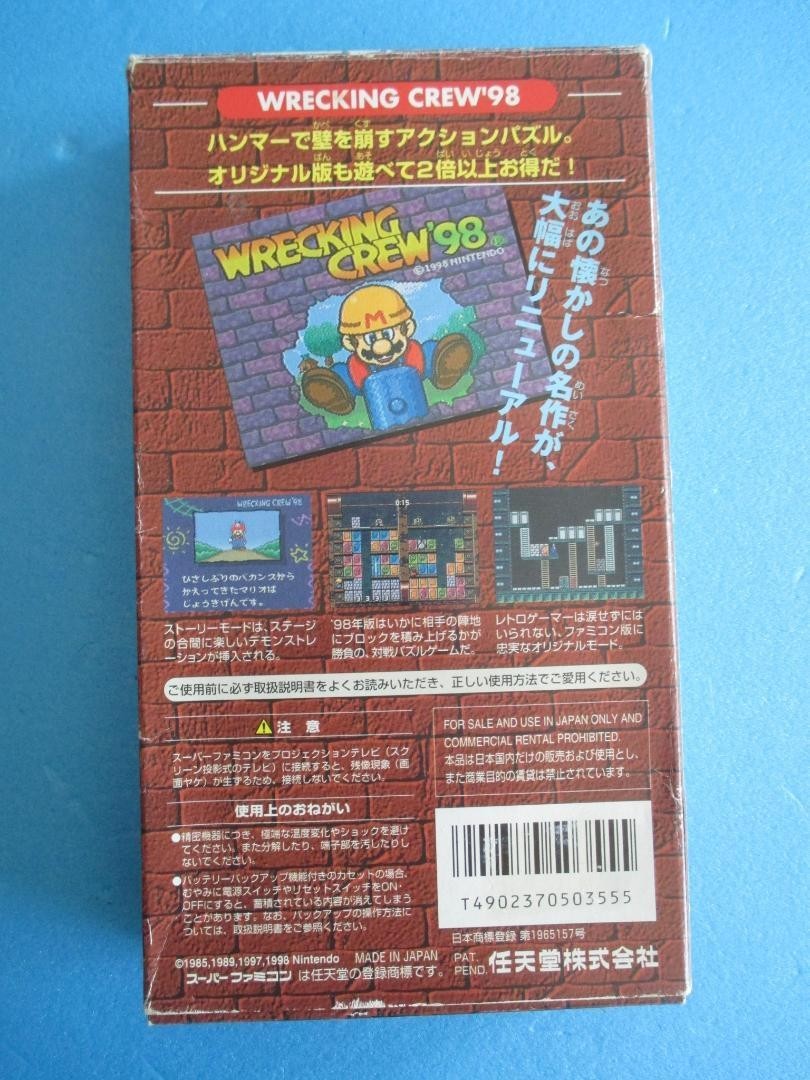 WRECKING CREW'98
ハンマーで壁を崩すアクションパズル。
オリジナル版も遊べて2倍以上お得だ!
あの懐かしの名作が、
大幅にリニューアル!
WRECKING
CREW'98
©1998 NINTENDO
M
WRECKING CREW'98
ひさしぶりのバカンスから
かえってきたマリオは
じょうきげんです。
0:15
ストーリーモードは、ステージ
の合間に楽しいデモンストレ
ーションが挿入される。
'98年版はいかに相手の陣地
にブロックを積み上げるかが
勝負の、対戦パズルゲームだ。
レトロゲーマーは涙せずには
いられない、ファミコン版に
忠実なオリジナルモード。
ご使用前に必ず取扱説明書をよくお読みいただき、正しい使用方法でご愛用ください。
注 意
スーパーファミコンをプロジェクションテレビ(スク
リーン投影式のテレビ)に接続すると、残像現象(画
面ヤケ)が生ずるため、接続しないでください。
使用上のおねがい
●精密機器につき、極端な温度変化やショックを避け
てください。また分解したり、端子部を汚したりし
ないでください。
●バッテリーバックアップ機能付きのカセットの場合、
むやみに電源スイッチやリセットスイッチをON・
OFFにすると、蓄積されている内容が消えてしまう
ことがあります。なお、バックアップの操作方法に
ついては、取扱説明書をご参照ください。
FOR SALE AND USE IN JAPAN ONLY AND
COMMERCIAL RENTAL PROHIBITED.
本品は日本国内だけの販売および使用とし、
また商業目的の賃貸は禁止されています。
T4902370503555
日本商標登録 第1965157号
©1985,1989,1997,1998 Nintendo MADE IN JAPAN
スーパーファミコン は任天堂の登録商標です。
PAT.
PEND.
任天堂株式会社